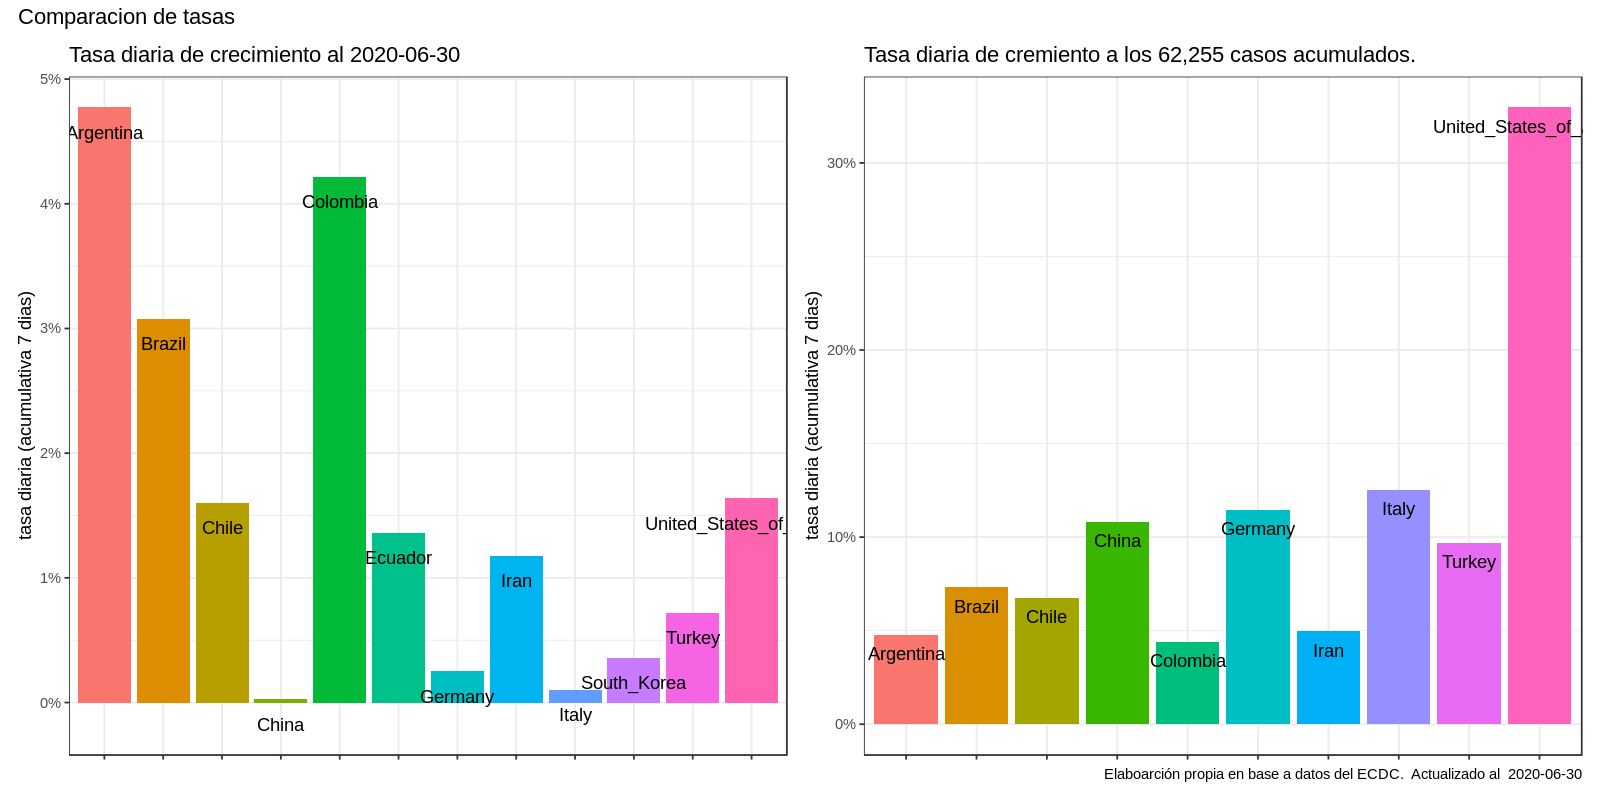 Comparacion de tasas
Tasa diaria de crecimiento al 2020-06-30
tasa diaria (acumulativa 7 dias)
5%
4%
3%
2%
1%
0%
Argentina
Brazil
Chile
China
Colombia
Ecuador
Germany
Iran
Italy
South_Korea
Turkey
United_States_of_
Tasa diaria de cremiento a los 62,255 casos acumulados.
tasa diaria (acumulativa 7 dias)
30%
20%
10%
0%
Argentina
Brazil
Chile
China
Colombia
Germany
Iran
Italy
Turkey
United_States_of_
Elaboarción propia en base a datos del ECDC. Actualizado al 2020-06-30